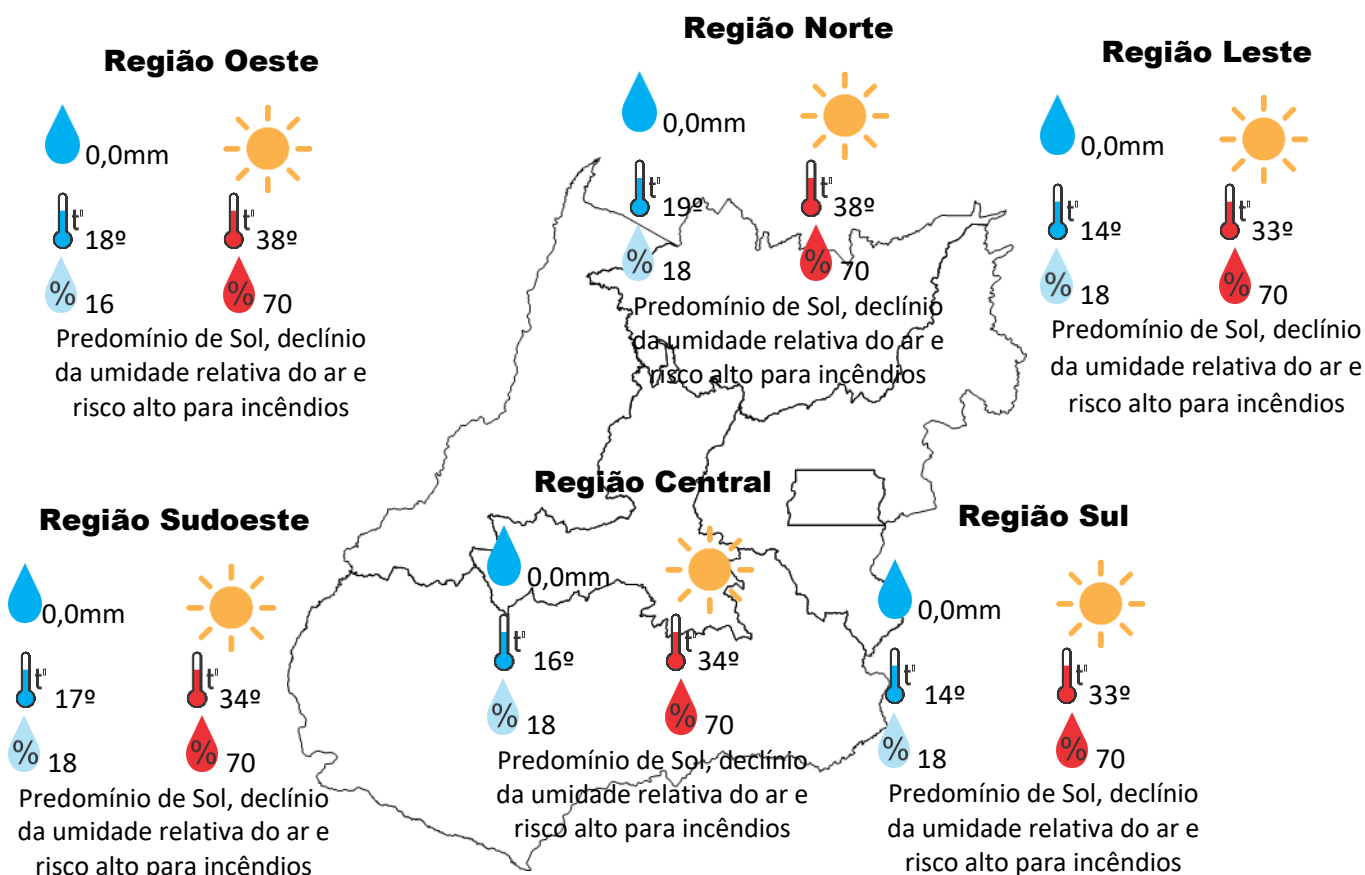 Região Oeste
0,0mm
t°
18º
38º
% 16
% 70
Predomínio de Sol, declínio
da umidade relativa do ar e
risco alto para incêndios
Região Norte
0,0mm
t°
19º
t°
38º
% 18
% 70
Predomínio de Sol, declínio
da umidade relativa do ar e
risco alto para incêndios
Região Leste
0,0mm
t°
14º
t°
33º
% 18
% 70
Predomínio de Sol, declínio
da umidade relativa do ar e
risco alto para incêndios
Região Sudoeste
0,0mm
t°
17º
t°
34º
% 18
% 70
Predomínio de Sol, declínio
da umidade relativa do ar e
risco alto para incêndios
Região Central
0,0mm
t°
16º
t°
34º
% 18
% 70
Predomínio de Sol, declínio
da umidade relativa do ar e
risco alto para incêndios
Região Sul
0,0mm
t°
14º
t°
33º
% 18
% 70
Predomínio de Sol, declínio
da umidade relativa do ar e
risco alto para incêndios